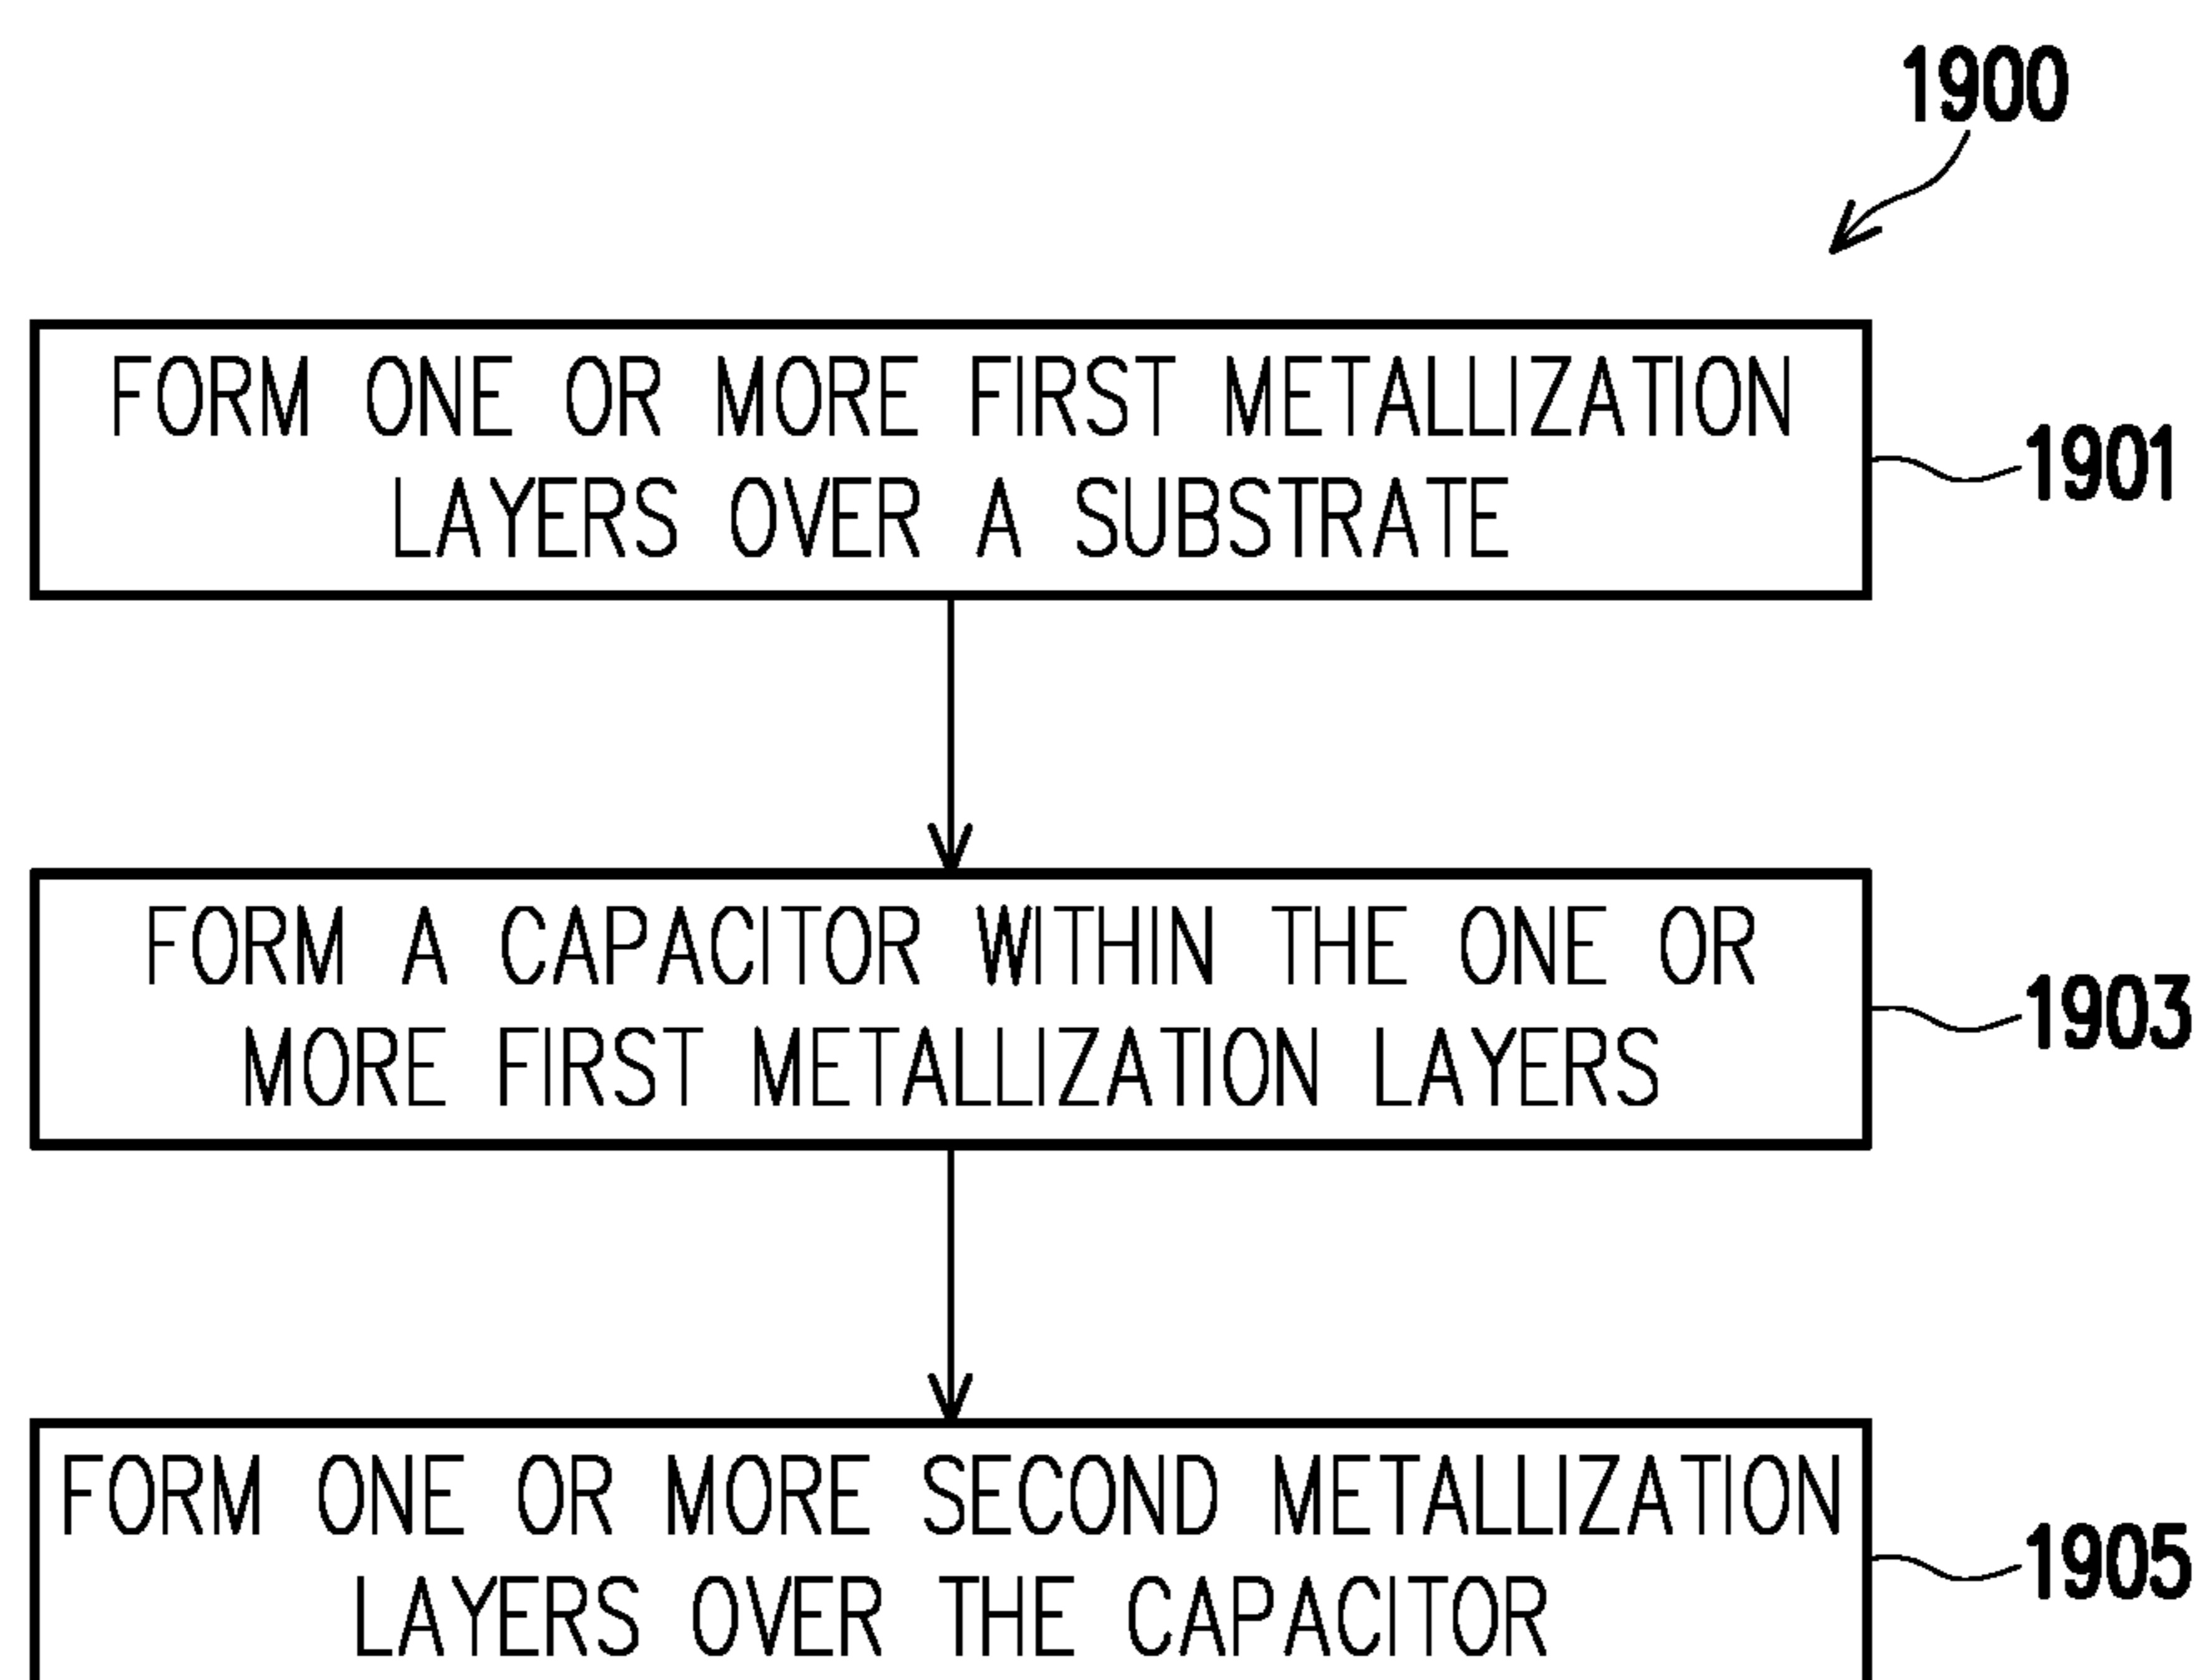 1900
FORM ONE OR MORE FIRST METALLIZATION
LAYERS OVER A SUBSTRATE
1901
FORM A CAPACITOR WITHIN THE ONE OR
MORE FIRST METALLIZATION LAYERS
1903
FORM ONE OR MORE SECOND METALLIZATION
LAYERS OVER THE CAPACITOR
1905